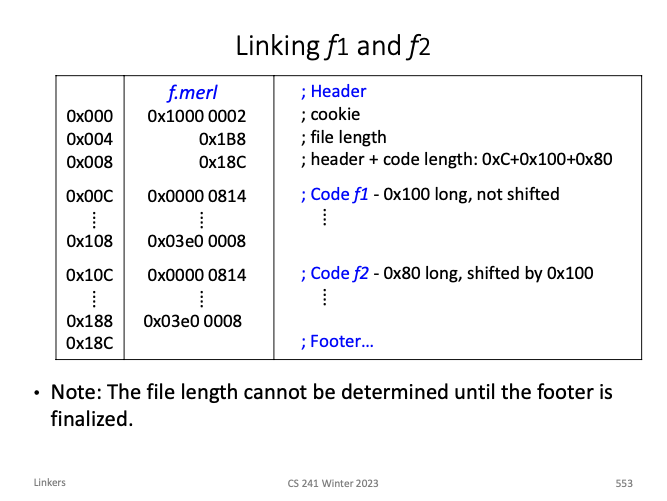 Linking f1 and f2
f.merl ; Header
0x000 0x1000 0002 ; cookie
0x004 0x1B8 ; file length
0x008 0x18C ; header + code length: 0xC+0x100+0x80
0x00C 0x0000 0814 ; Code f1 - 0x100 long, not shifted
⋮ ⋮ ⋮
0x108 0x03e0 0008
0x10C 0x0000 0814 ; Code f2 - 0x80 long, shifted by 0x100
⋮ ⋮ ⋮
0x188 0x03e0 0008
0x18C ; Footer...
• Note: The file length cannot be determined until the footer is
finalized.
Linkers CS 241 Winter 2023 553